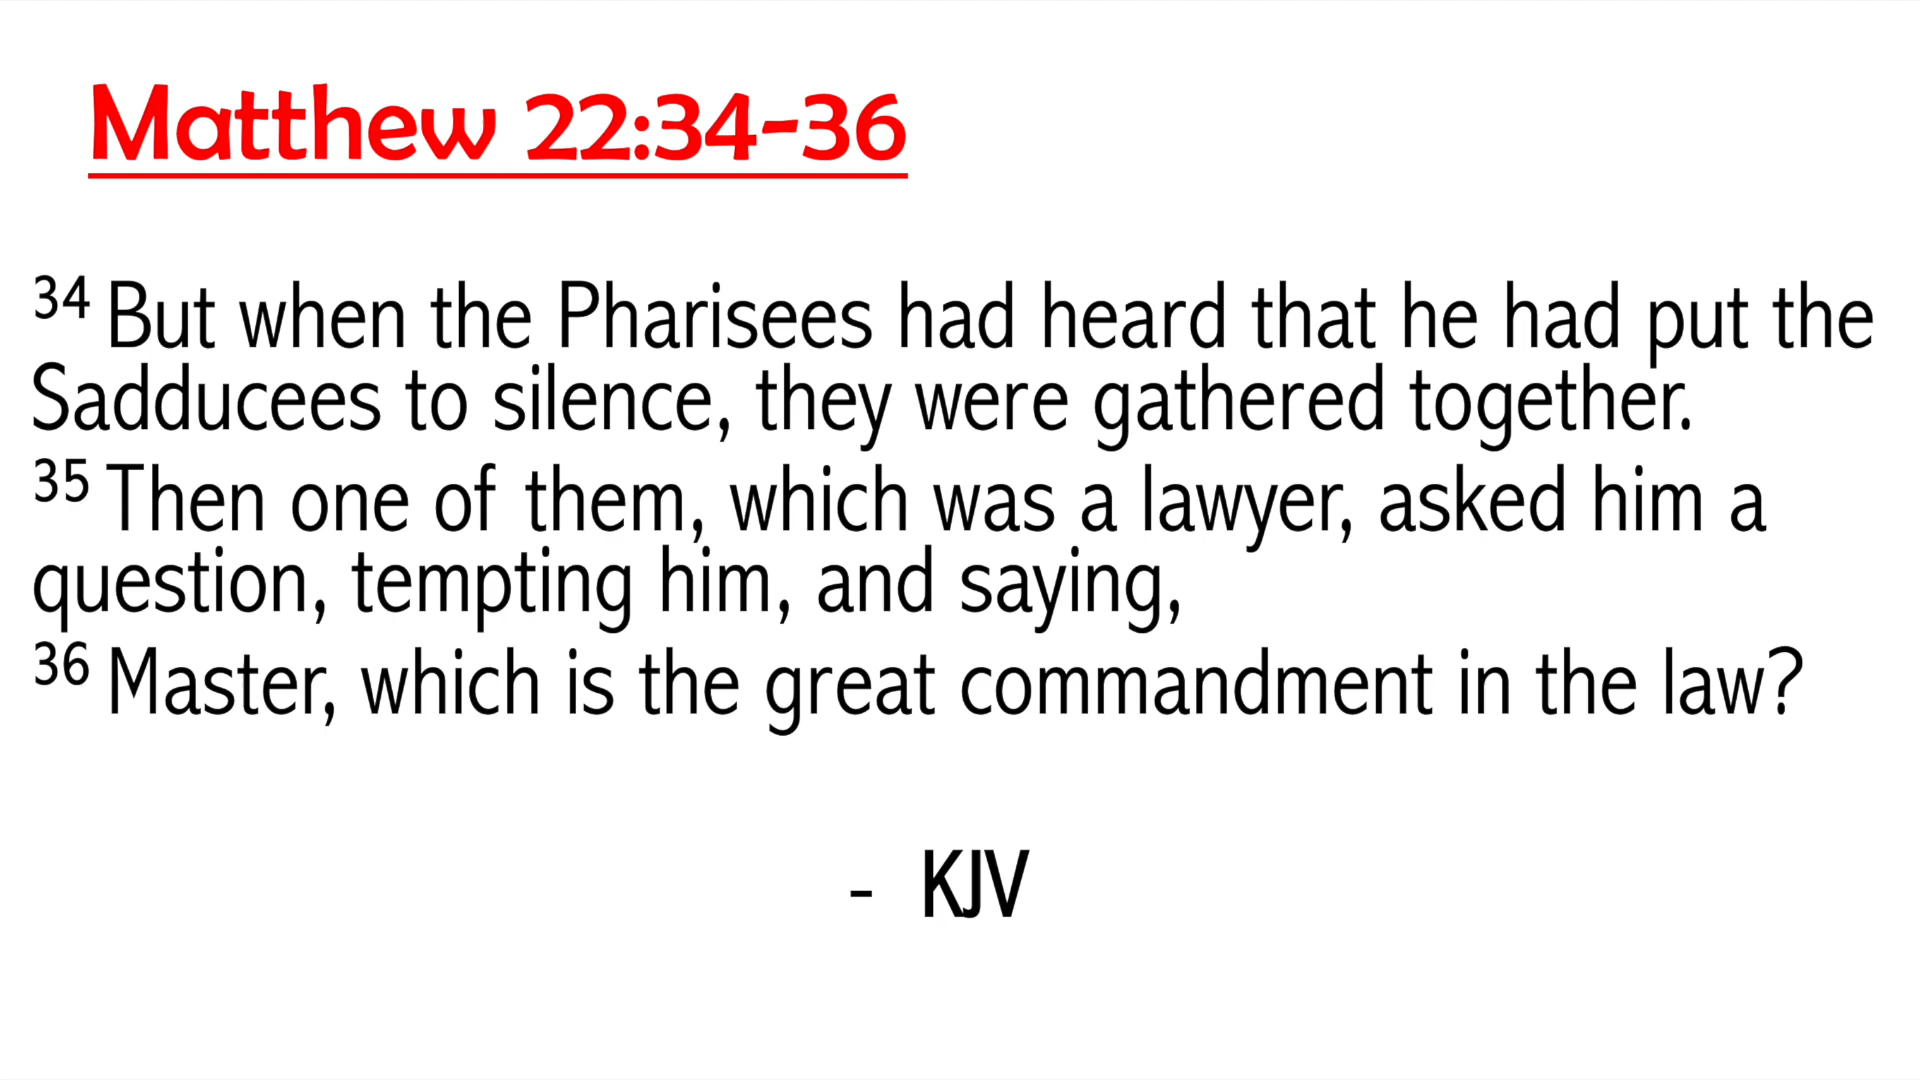 Matthew 22:34-36
34 But when the Pharisees had heard that he had put the
Sadducees to silence, they were gathered together.
35 Then one of them, which was a lawyer, asked him a
question, tempting him, and saying,
36 Master, which is the great commandment in the law?
- KJV